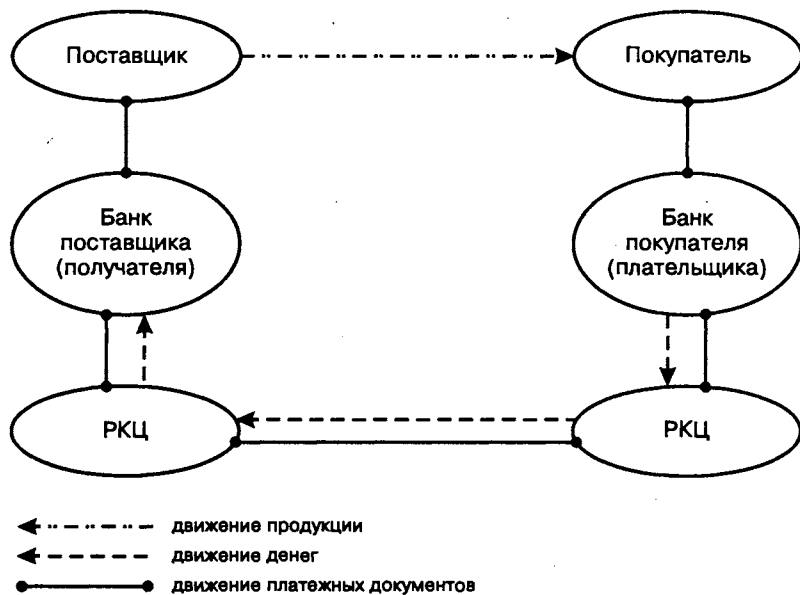 Поставщик
Покупатель
Банк
поставщика
(получателя)
Банк
покупателя
(плательщика)
РКЦ
РКЦ
движение продукции
движение денег
движение платежных документов